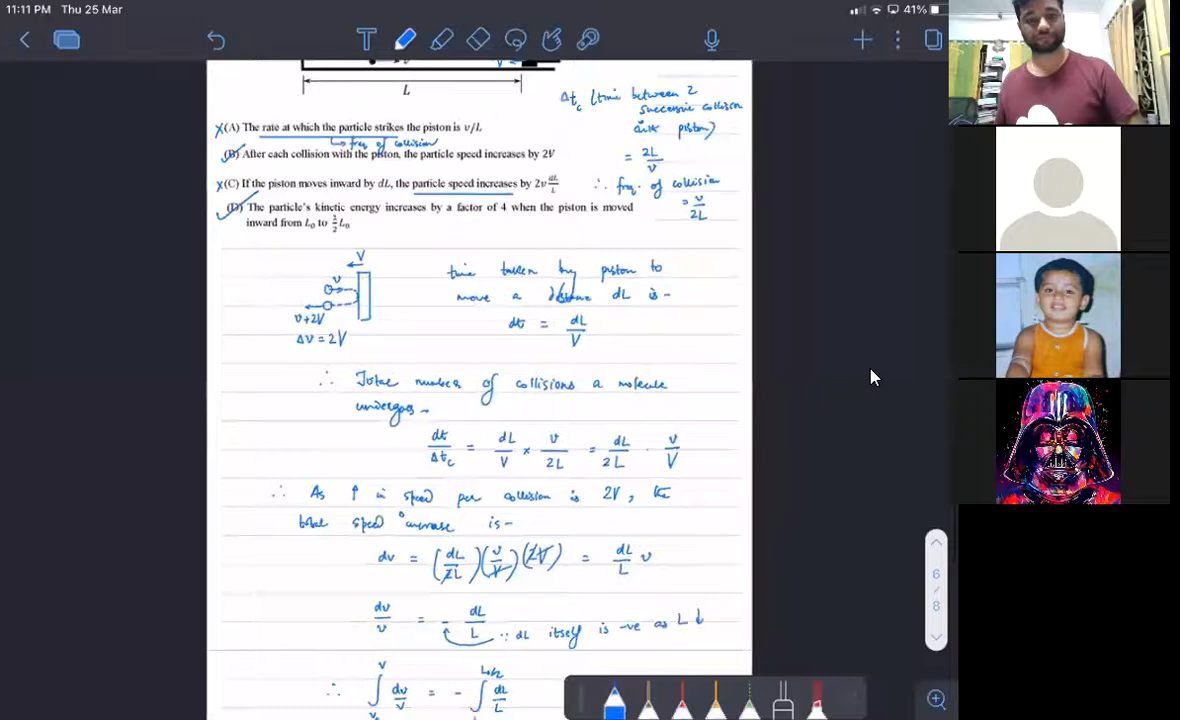 11:11 PM Thu 25 Mar
41%
L
Δt_c (time between 2
successive collision
with piston)
= 2L/v
∴ freq. of collision
= v/2L
X(A) The rate at which the particle strikes the piston is v/L
↳ freq. of collision
(B) After each collision with the piston, the particle speed increases by 2V
X(C) If the piston moves inward by dL, the particle speed increases by 2v dL/L
(D) The particle's kinetic energy increases by a factor of 4 when the piston is moved
inward from L₀ to ½L₀
V
v
v+2V
Δv = 2V
time taken by piston to
move a distance dL is -
dt = dL/V
∴ Total number of collisions a molecule
undergoes -
dt/Δt_c = dL/V × v/2L = dL/2L · v/V
∴ As ↑ in speed per collision is 2V, the
total speed increase is -
dv = (dL/2L)(v/V)(2V) = dL/L v
dv/v = - dL/L
∵ dL itself is -ve as L ↓
∴ ∫ dv/v = - ∫ dL/L
6
/
8